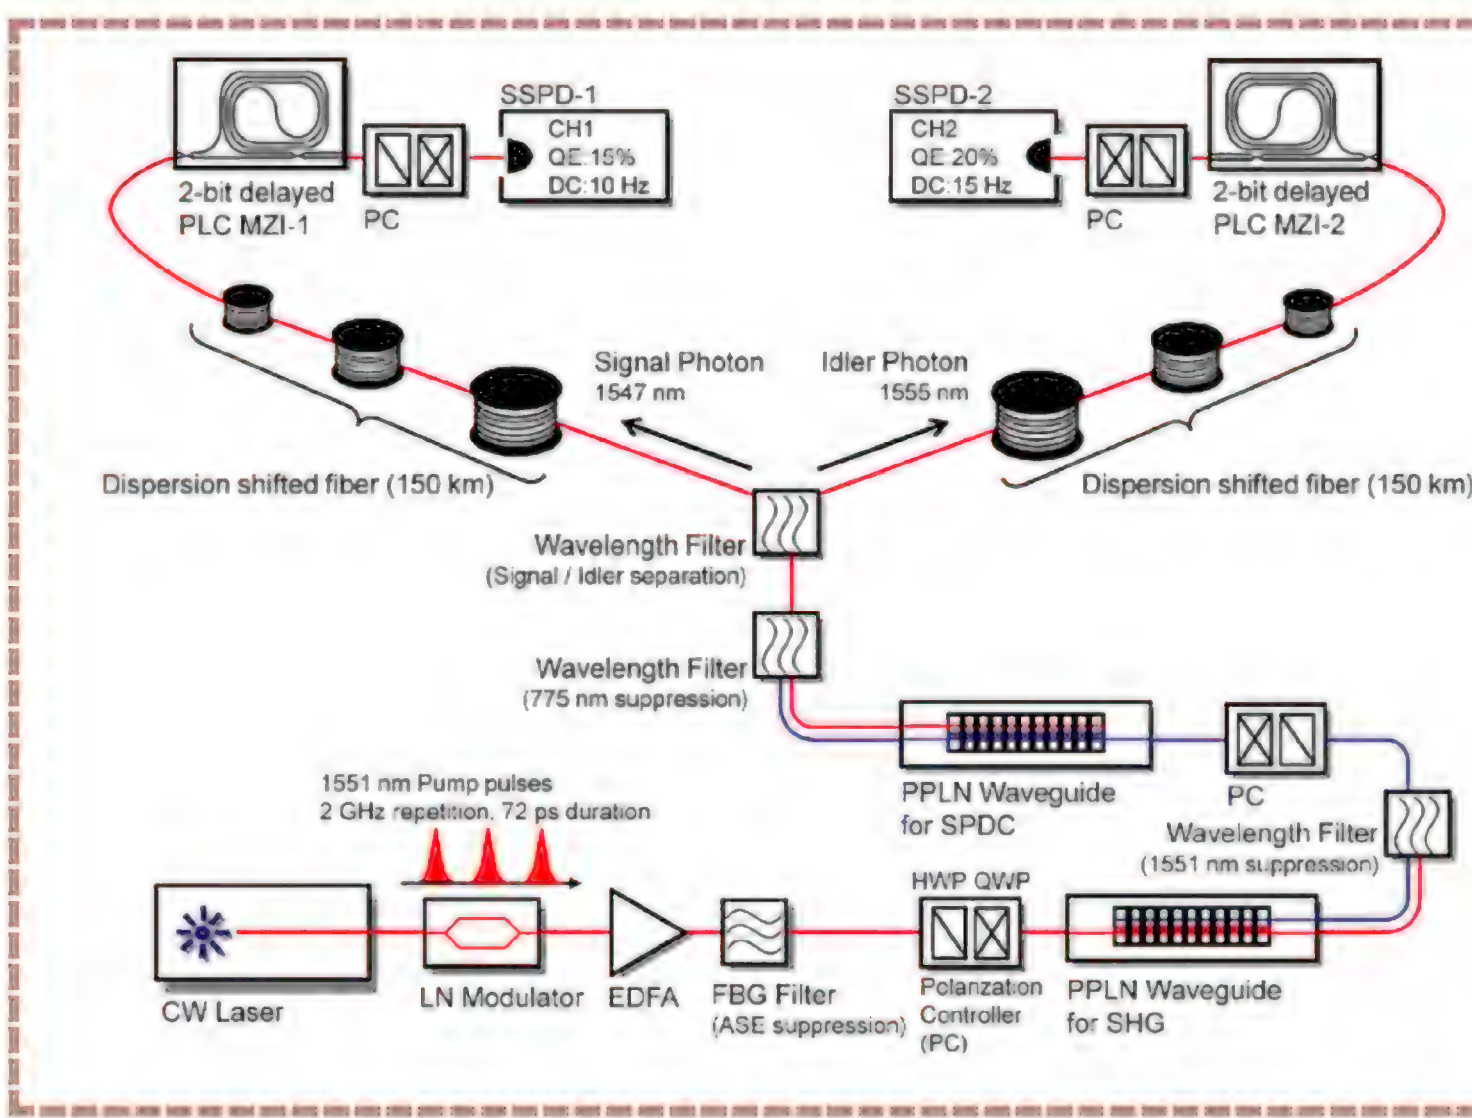 SSPD-1
CH1
QE:15%
DC:10 Hz
2-bit delayed
PLC MZI-1
PC
SSPD-2
CH2
QE:20%
DC:15 Hz
PC
2-bit delayed
PLC MZI-2
Signal Photon
1547 nm
Idler Photon
1555 nm
Dispersion shifted fiber (150 km)
Dispersion shifted fiber (150 km)
Wavelength Filter
(Signal / Idler separation)
Wavelength Filter
(775 nm suppression)
PPLN Waveguide
for SPDC
PC
Wavelength Filter
(1551 nm suppression)
1551 nm Pump pulses
2 GHz repetition, 72 ps duration
CW Laser
LN Modulator
EDFA
FBG Filter
(ASE suppression)
HWP QWP
Polarization
Controller
(PC)
PPLN Waveguide
for SHG